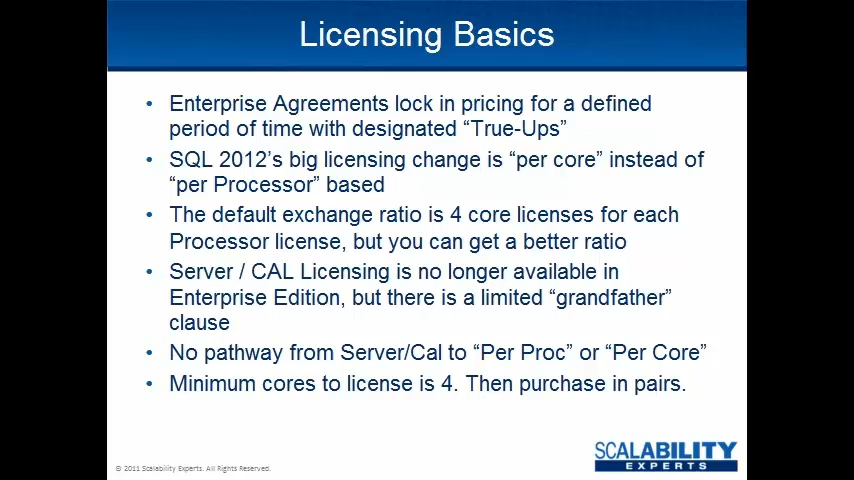 Licensing Basics
• Enterprise Agreements lock in pricing for a defined
period of time with designated “True-Ups”
• SQL 2012’s big licensing change is “per core” instead of
“per Processor” based
• The default exchange ratio is 4 core licenses for each
Processor license, but you can get a better ratio
• Server / CAL Licensing is no longer available in
Enterprise Edition, but there is a limited “grandfather”
clause
• No pathway from Server/Cal to “Per Proc” or “Per Core”
• Minimum cores to license is 4. Then purchase in pairs.
© 2011 Scalability Experts. All Rights Reserved.
SCALABILITY
EXPERTS